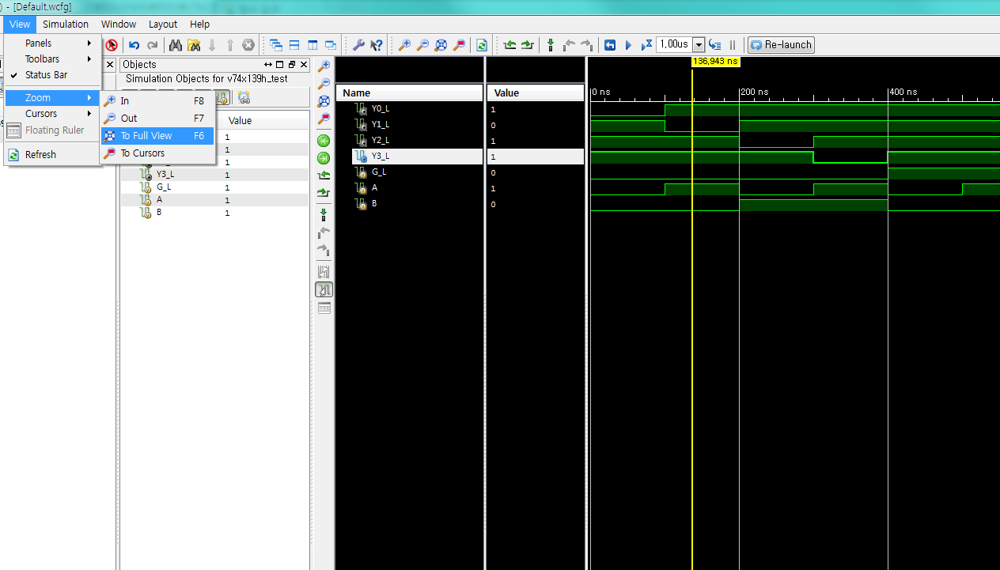 ) - [Default.wcfg]
View Simulation Window Layout Help
Panels
Toolbars
Status Bar
Zoom
Cursors
Floating Ruler
Refresh
In F8
Out F7
To Full View F6
To Cursors
1,00us
Re-launch
Objects
Simulation Objects for v74x139h_test
Value
1
1
1
Y3_L 1
G_L 1
A 1
B 1
Name Value
Y0_L 1
Y1_L 0
Y2_L 1
Y3_L 1
G_L 0
A 1
B 0
136,943 ns
0 ns 200 ns 400 ns